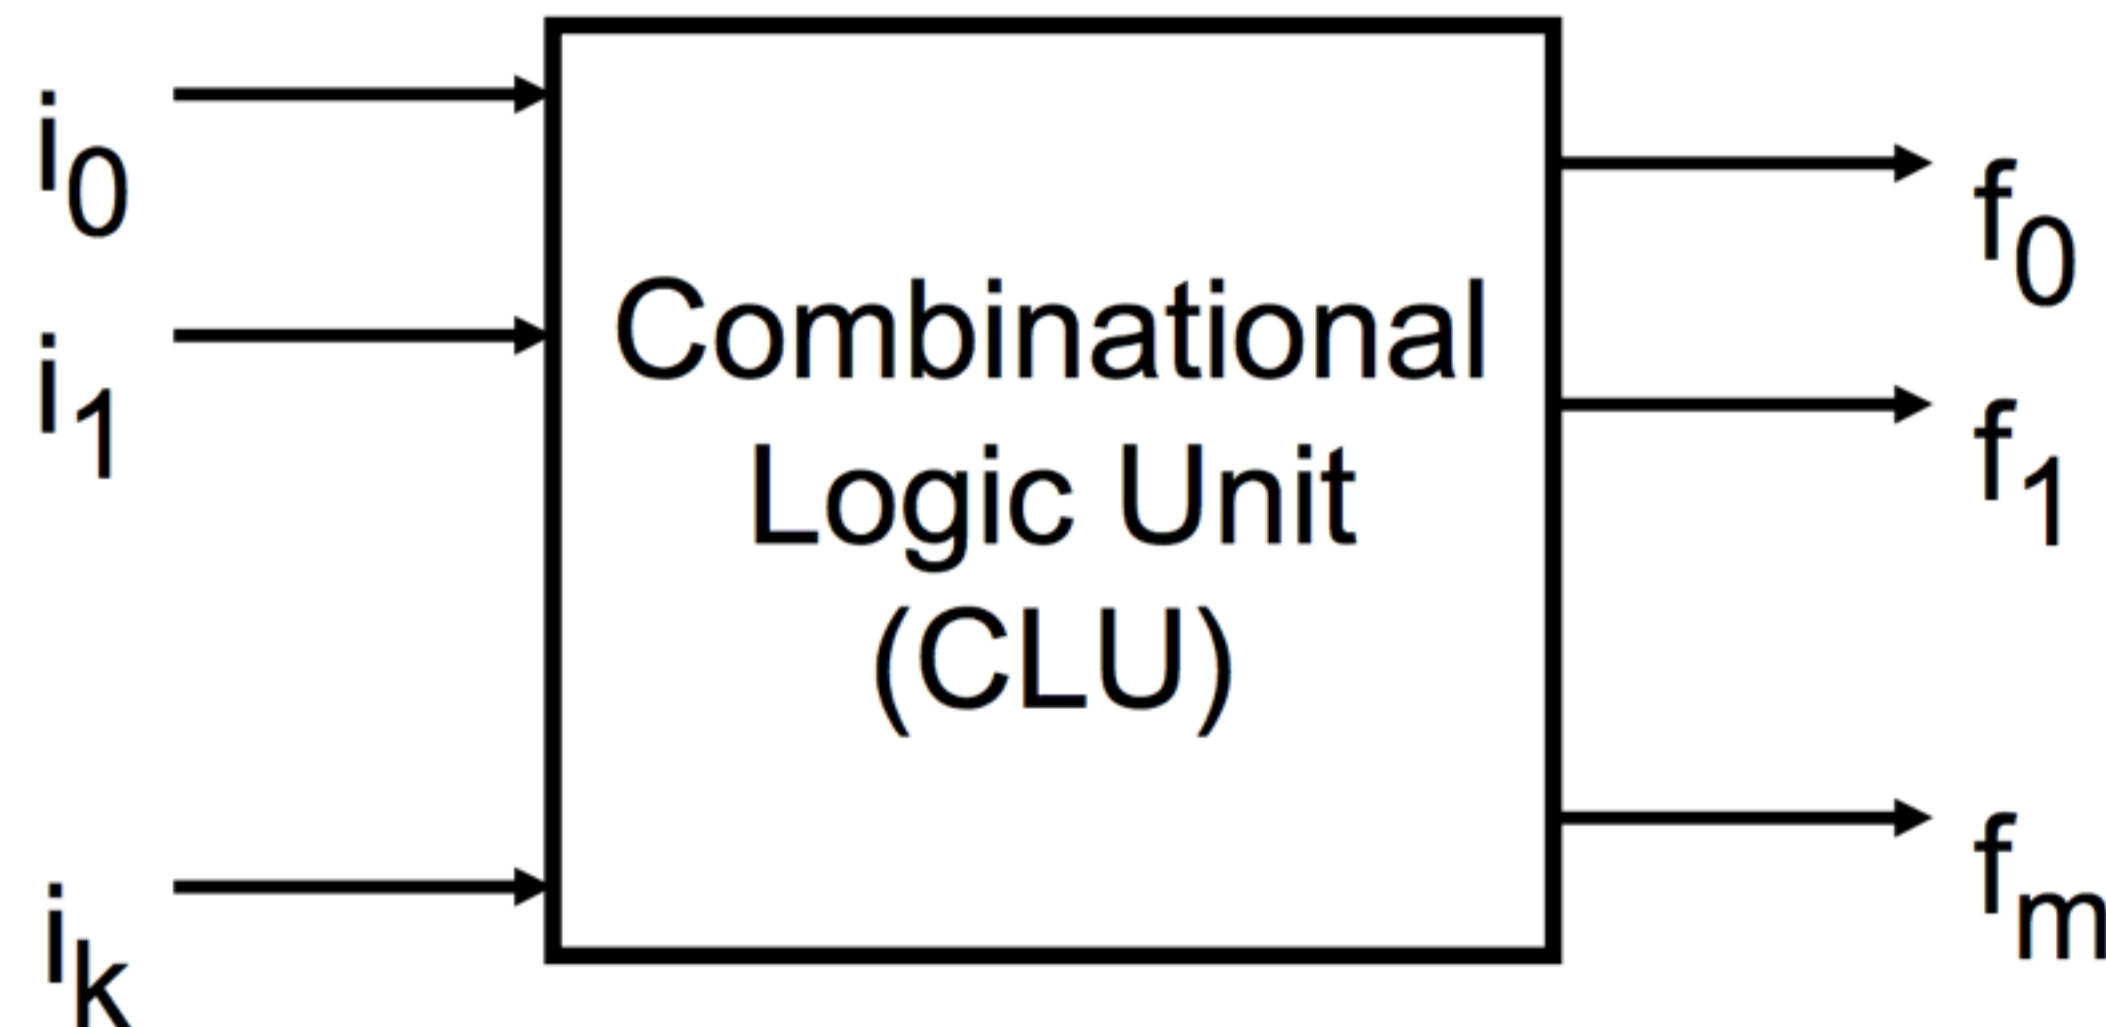 i0
i1
ik
Combinational
Logic Unit
(CLU)
f0
f1
fm